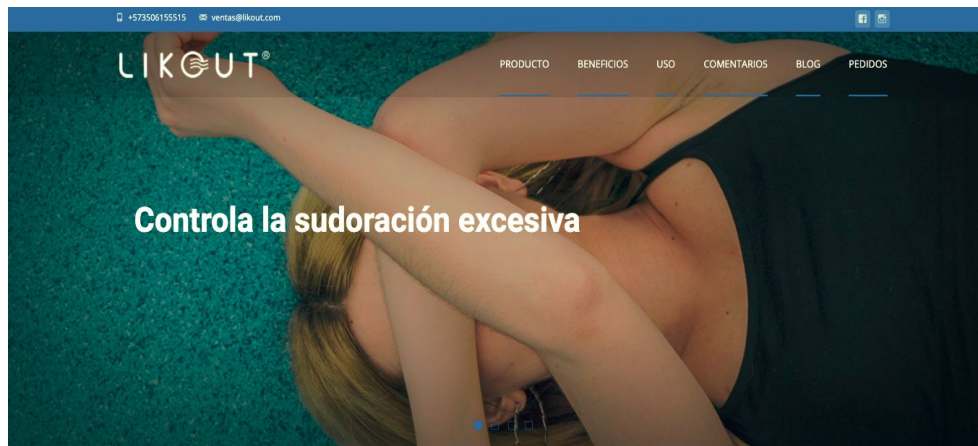 +573506155515 ventas@likout.com
LIKOUT®
PRODUCTO BENEFICIOS USO COMENTARIOS BLOG PEDIDOS
Controla la sudoración excesiva